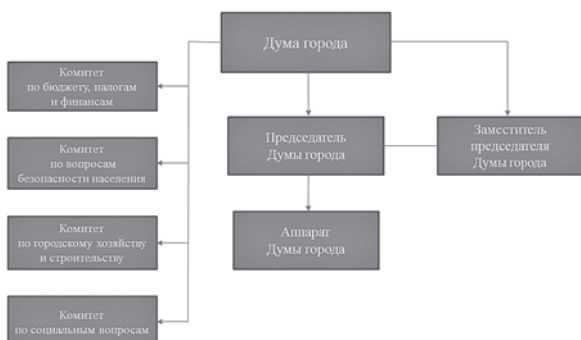 Дума города
Комитет
по бюджету, налогам
и финансам
Председатель
Думы города
Заместитель
председателя
Думы города
Комитет
по вопросам
безопасности населения
Комитет
по городскому хозяйству
и строительству
Аппарат
Думы города
Комитет
по социальным вопросам